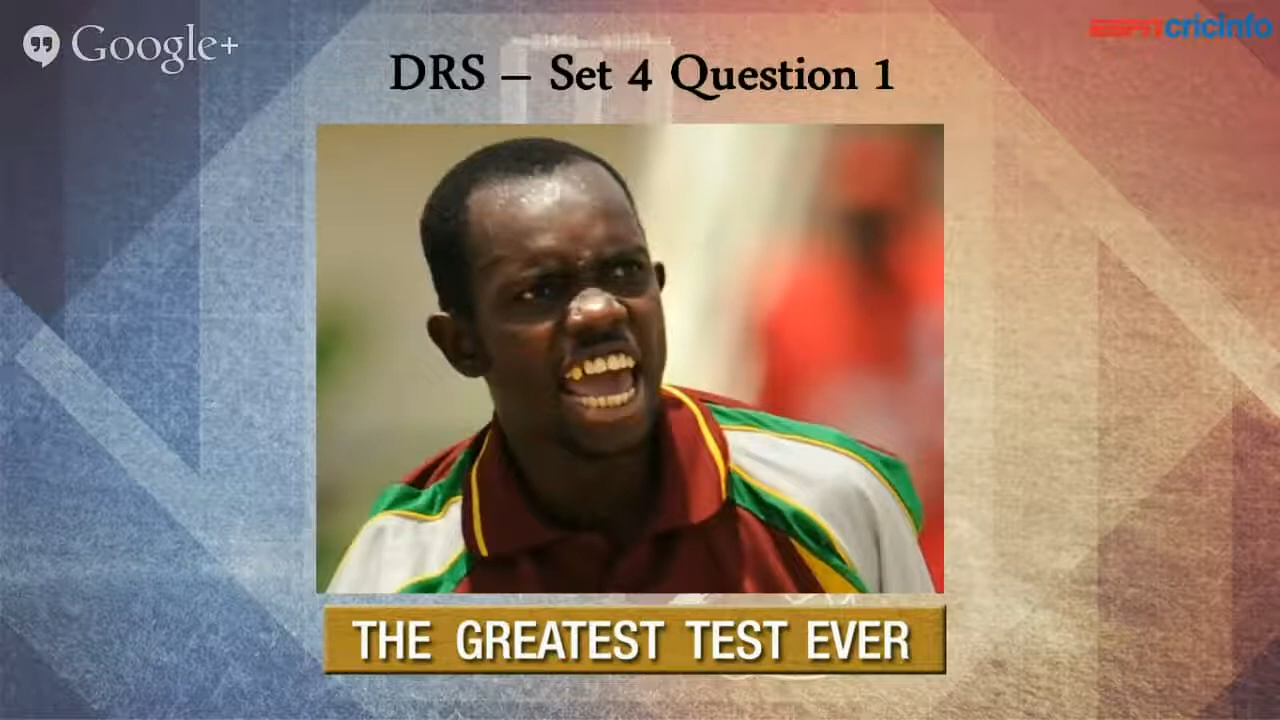 Google+
ESPNcricinfo
DRS – Set 4 Question 1
THE GREATEST TEST EVER